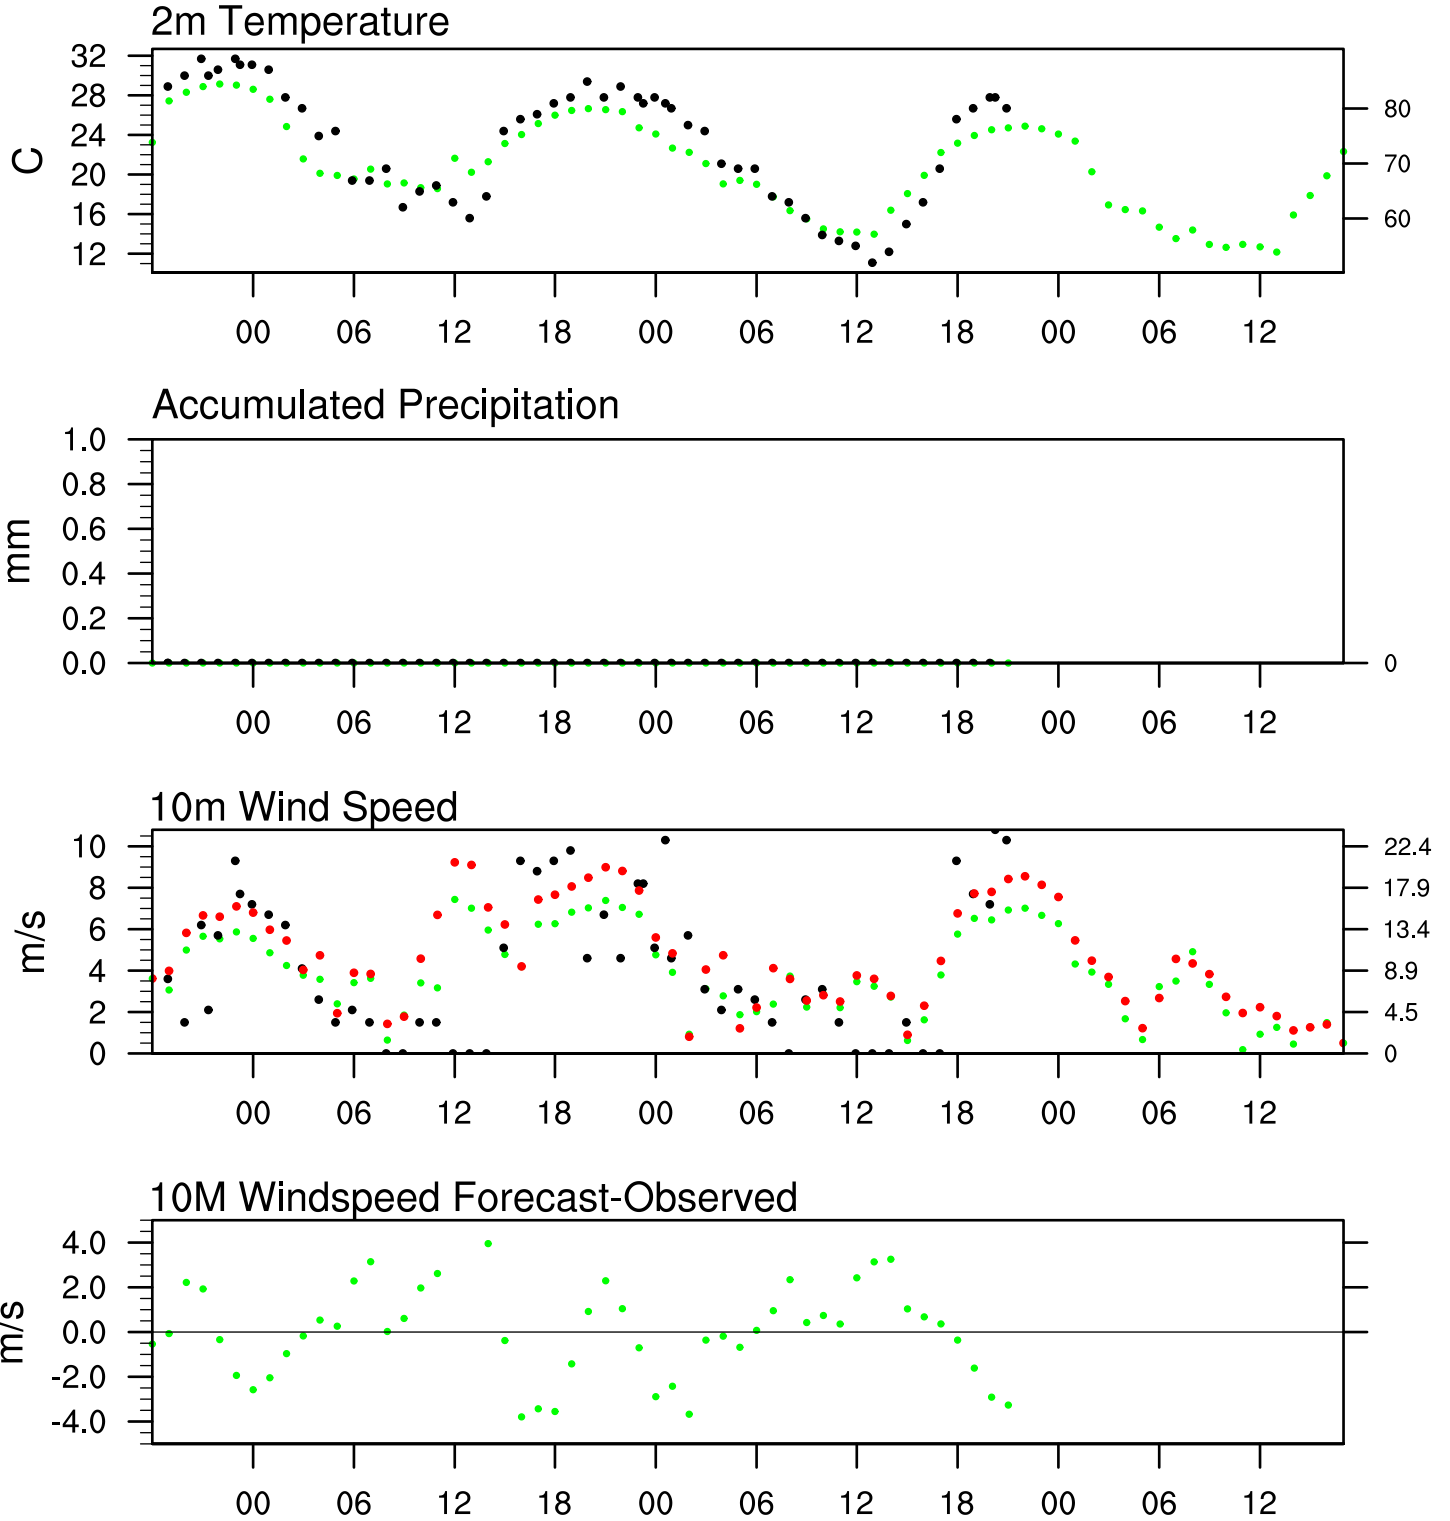 2m Temperature
32
28
24
20
16
12
C
80
70
60
00 06 12 18 00 06 12 18 00 06 12
Accumulated Precipitation
1.0
0.8
0.6
0.4
0.2
0.0
mm
0
00 06 12 18 00 06 12 18 00 06 12
10m Wind Speed
10
8
6
4
2
0
m/s
22.4
17.9
13.4
8.9
4.5
0
00 06 12 18 00 06 12 18 00 06 12
10M Windspeed Forecast-Observed
4.0
2.0
0.0
-2.0
-4.0
m/s
00 06 12 18 00 06 12 18 00 06 12